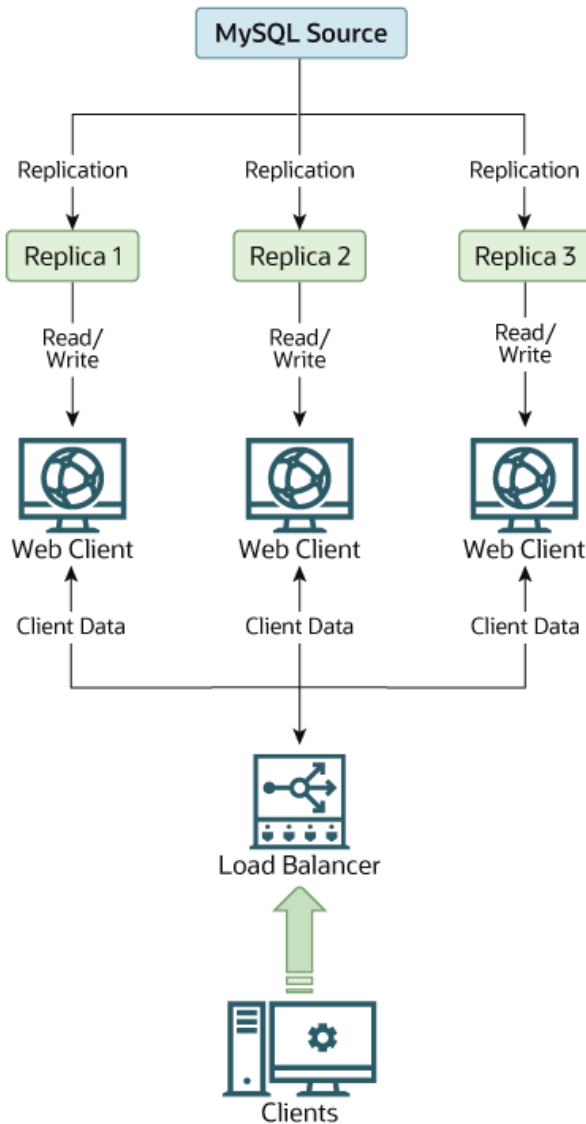 MySQL Source
Replication Replication Replication
Replica 1 Replica 2 Replica 3
Read/ Read/ Read/
Write Write Write
Web Client Web Client Web Client
Client Data Client Data Client Data
Load Balancer
Clients